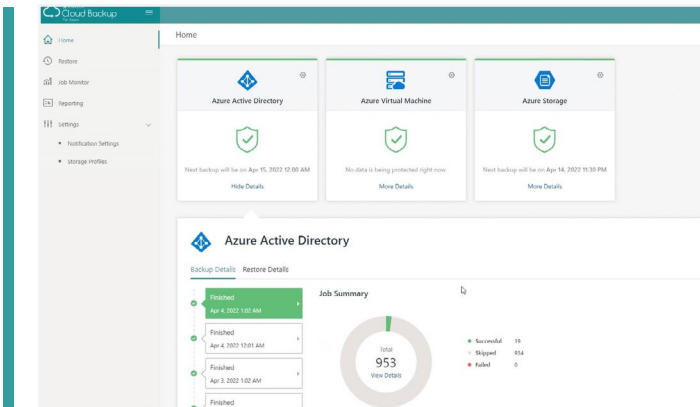 Cloud Backup
For Azure
Home
Restore
Job Monitor
Reporting
Settings
Notification Settings
Storage Profiles
Home
Azure Active Directory
Next backup will be on Apr 15, 2022 12:00 AM
Hide Details
Azure Virtual Machine
No data is being protected right now
More Details
Azure Storage
Next backup will be on Apr 14, 2022 11:30 PM
More Details
Azure Active Directory
Backup Details Restore Details
Finished
Apr 4, 2022 1:02 AM
Finished
Apr 4, 2022 12:01 AM
Finished
Apr 3, 2022 1:02 AM
Finished
Job Summary
Total
953
View Details
Successful 19
Skipped 934
Failed 0